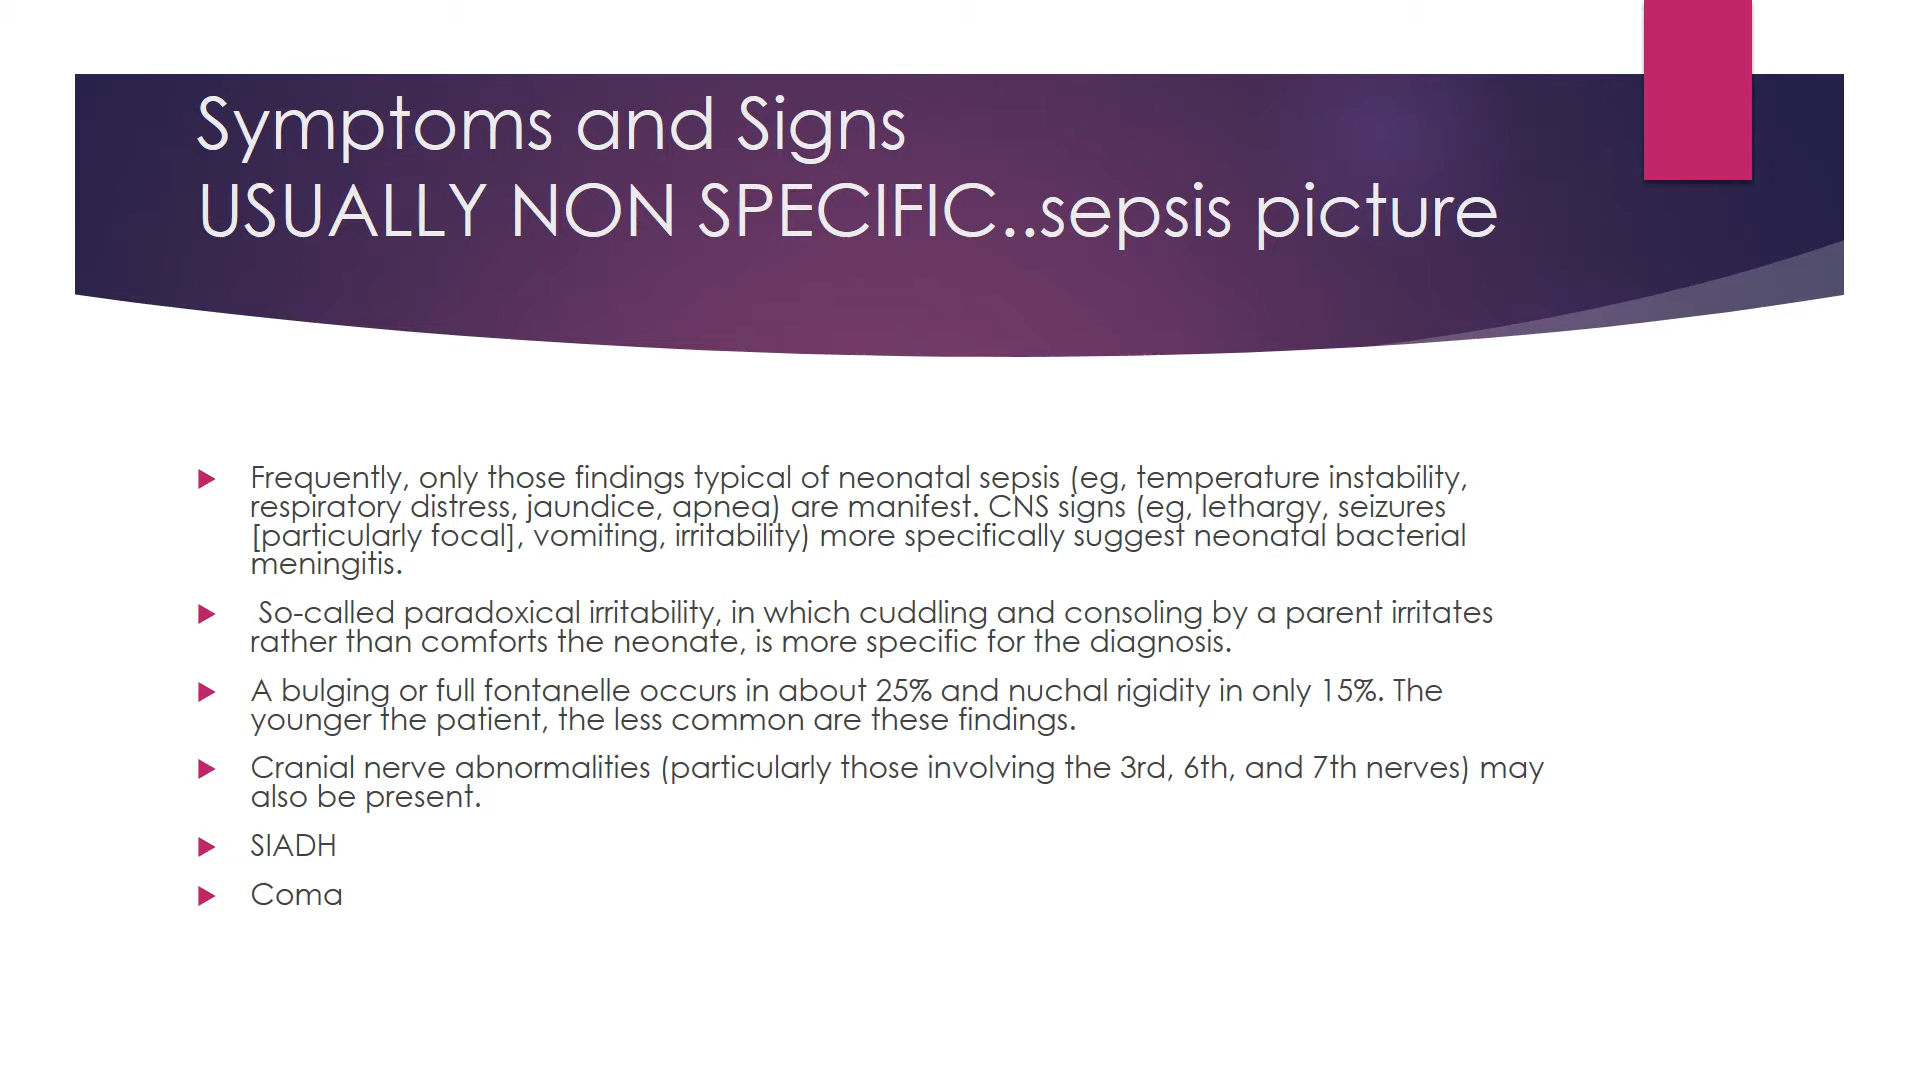 Symptoms and Signs
USUALLY NON SPECIFIC..sepsis picture
Frequently, only those findings typical of neonatal sepsis (eg, temperature instability,
respiratory distress, jaundice, apnea) are manifest. CNS signs (eg, lethargy, seizures
[particularly focal], vomiting, irritability) more specifically suggest neonatal bacterial
meningitis.
So-called paradoxical irritability, in which cuddling and consoling by a parent irritates
rather than comforts the neonate, is more specific for the diagnosis.
A bulging or full fontanelle occurs in about 25% and nuchal rigidity in only 15%. The
younger the patient, the less common are these findings.
Cranial nerve abnormalities (particularly those involving the 3rd, 6th, and 7th nerves) may
also be present.
SIADH
Coma